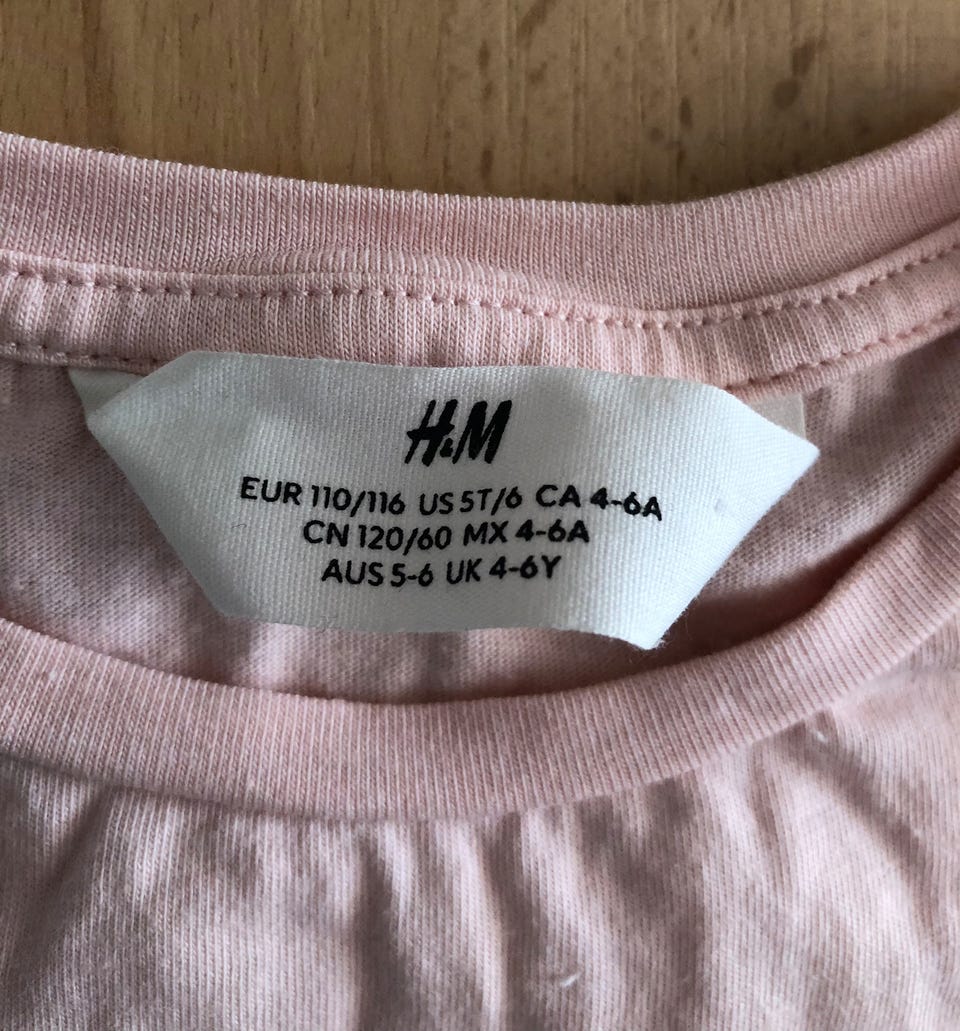 H&M
EUR 110/116 US 5T/6 CA 4-6A
CN 120/60 MX 4-6A
AUS 5-6 UK 4-6Y